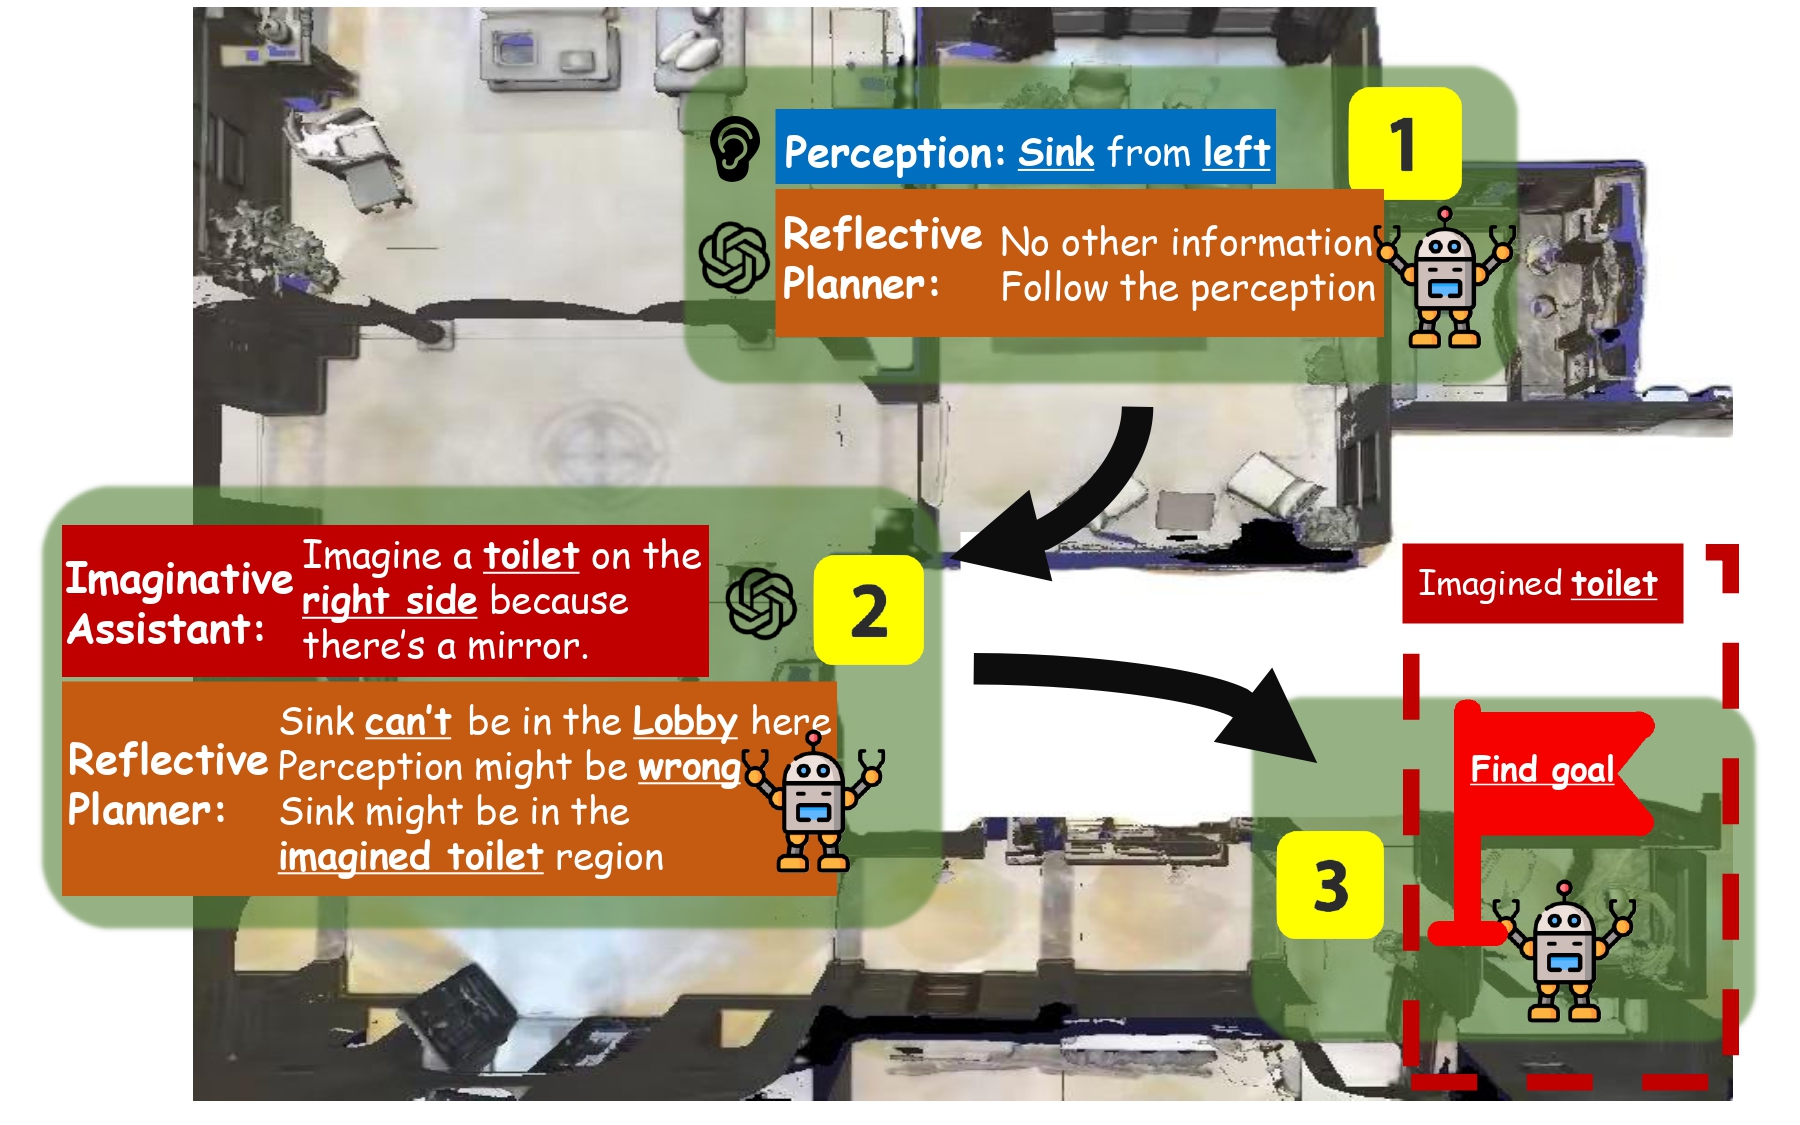 1
Perception: Sink from left
Reflective Planner:
No other information
Follow the perception
2
Imaginative Assistant:
Imagine a toilet on the
right side because
there's a mirror.
Reflective Planner:
Sink can't be in the Lobby here
Perception might be wrong
Sink might be in the
imagined toilet region
Imagined toilet
Find goal
3